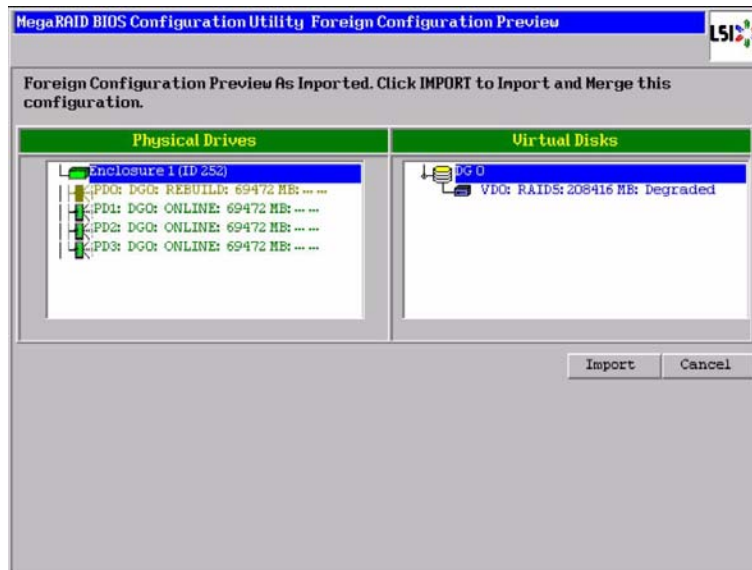 MegaRAID BIOS Configuration Utility Foreign Configuration Preview
LSI
Foreign Configuration Preview As Imported. Click IMPORT to Import and Merge this
configuration.
Physical Drives
Enclosure 1 (ID 252)
PD0: DG0: REBUILD: 69472 MB: --- ---
PD1: DG0: ONLINE: 69472 MB: --- ---
PD2: DG0: ONLINE: 69472 MB: --- ---
PD3: DG0: ONLINE: 69472 MB: --- ---
Virtual Disks
DG 0
VD0: RAID5: 208416 MB: Degraded
Import
Cancel